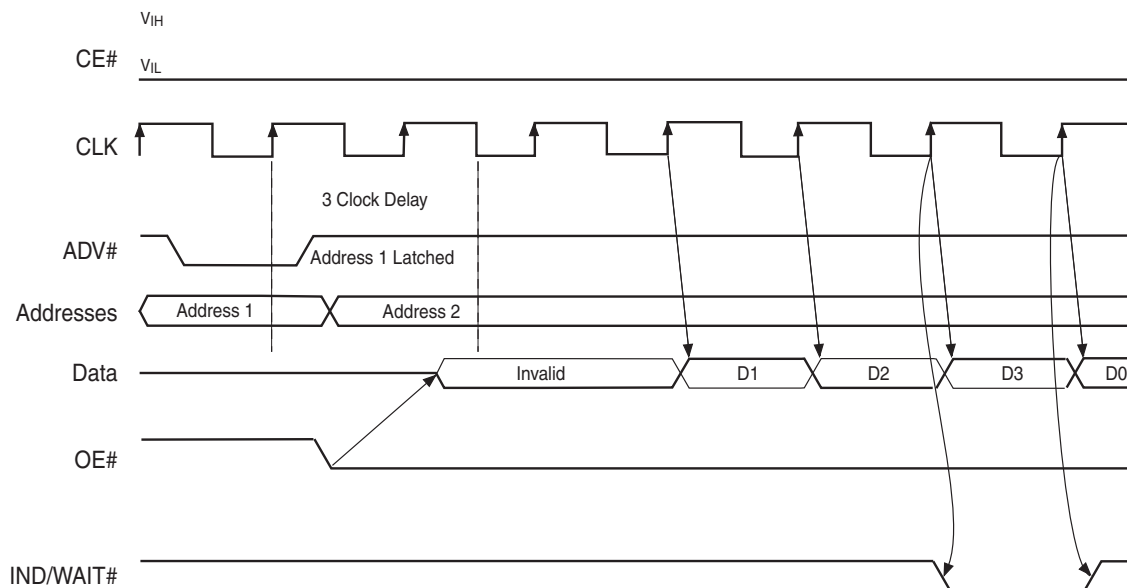 VIH
CE#
VIL
CLK
3 Clock Delay
ADV#
Address 1 Latched
Addresses
Address 1
Address 2
Data
Invalid
D1
D2
D3
D0
OE#
IND/WAIT#